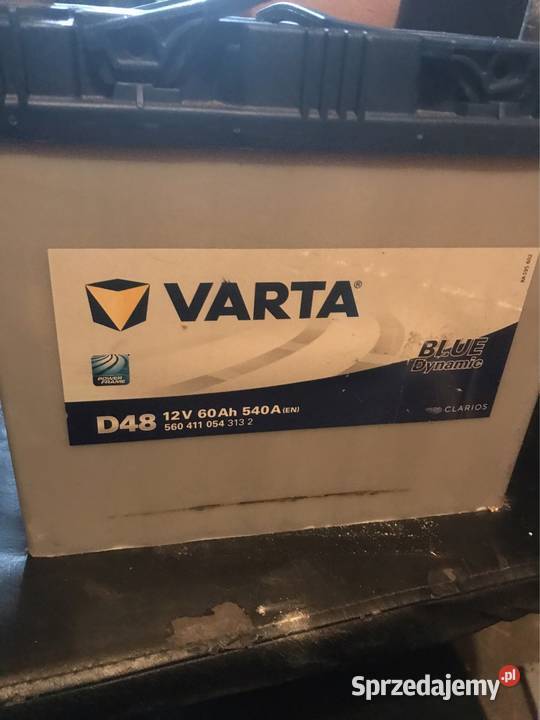 VARTA®
BLUE
Dynamic
POWER
FRAME
D48 12V 60Ah 540A (EN)
560 411 054 313 2
CLARIOS
Sprzedajemy.pl